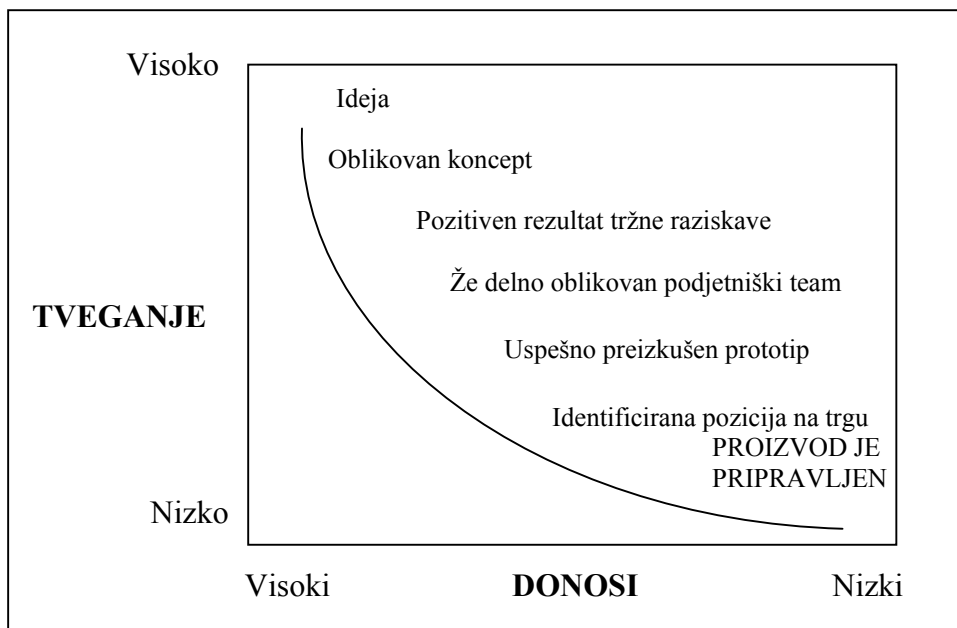 Visoko
Ideja
Oblikovan koncept
Pozitiven rezultat tržne raziskave
Že delno oblikovan podjetniški team
TVEGANJE
Uspešno preizkušen prototip
Identificirana pozicija na trgu
PROIZVOD JE
PRIPRAVLJEN
Nizko
Visoki DONOSI Nizki